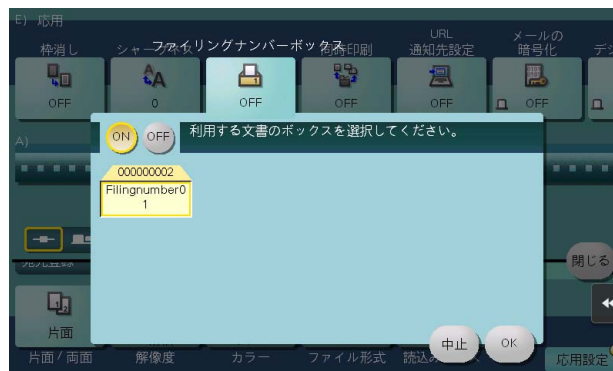 E) 応用
枠消し シャープネス ファイリングナンバーボックス 同時印刷 URL通知先設定 メールの暗号化
OFF 0 OFF OFF OFF OFF
ON OFF 利用する文書のボックスを選択してください。
A)
000000002
Filingnumber0
1
閉じる
片面
中止 OK
片面/両面 解像度 カラー ファイル形式 応用設定